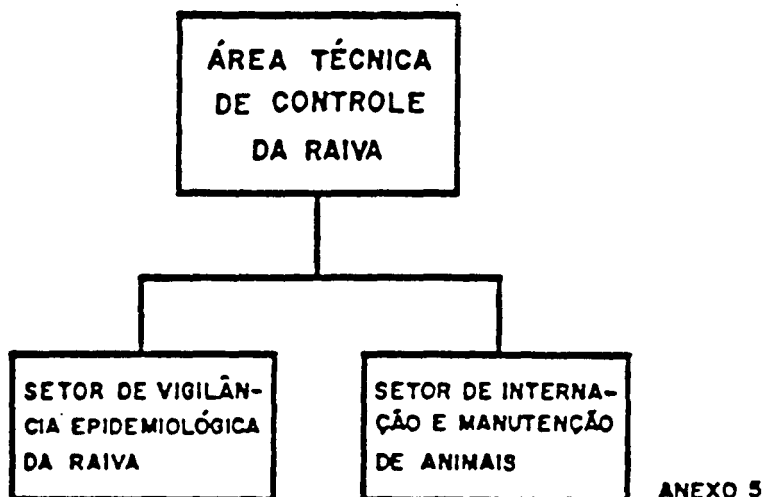 ÁREA TÉCNICA
DE CONTROLE
DA RAIVA
SETOR DE VIGILÂN-
CIA EPIDEMIOLÓGICA
DA RAIVA
SETOR DE INTERNA-
ÇÃO E MANUTENÇÃO
DE ANIMAIS
ANEXO 5